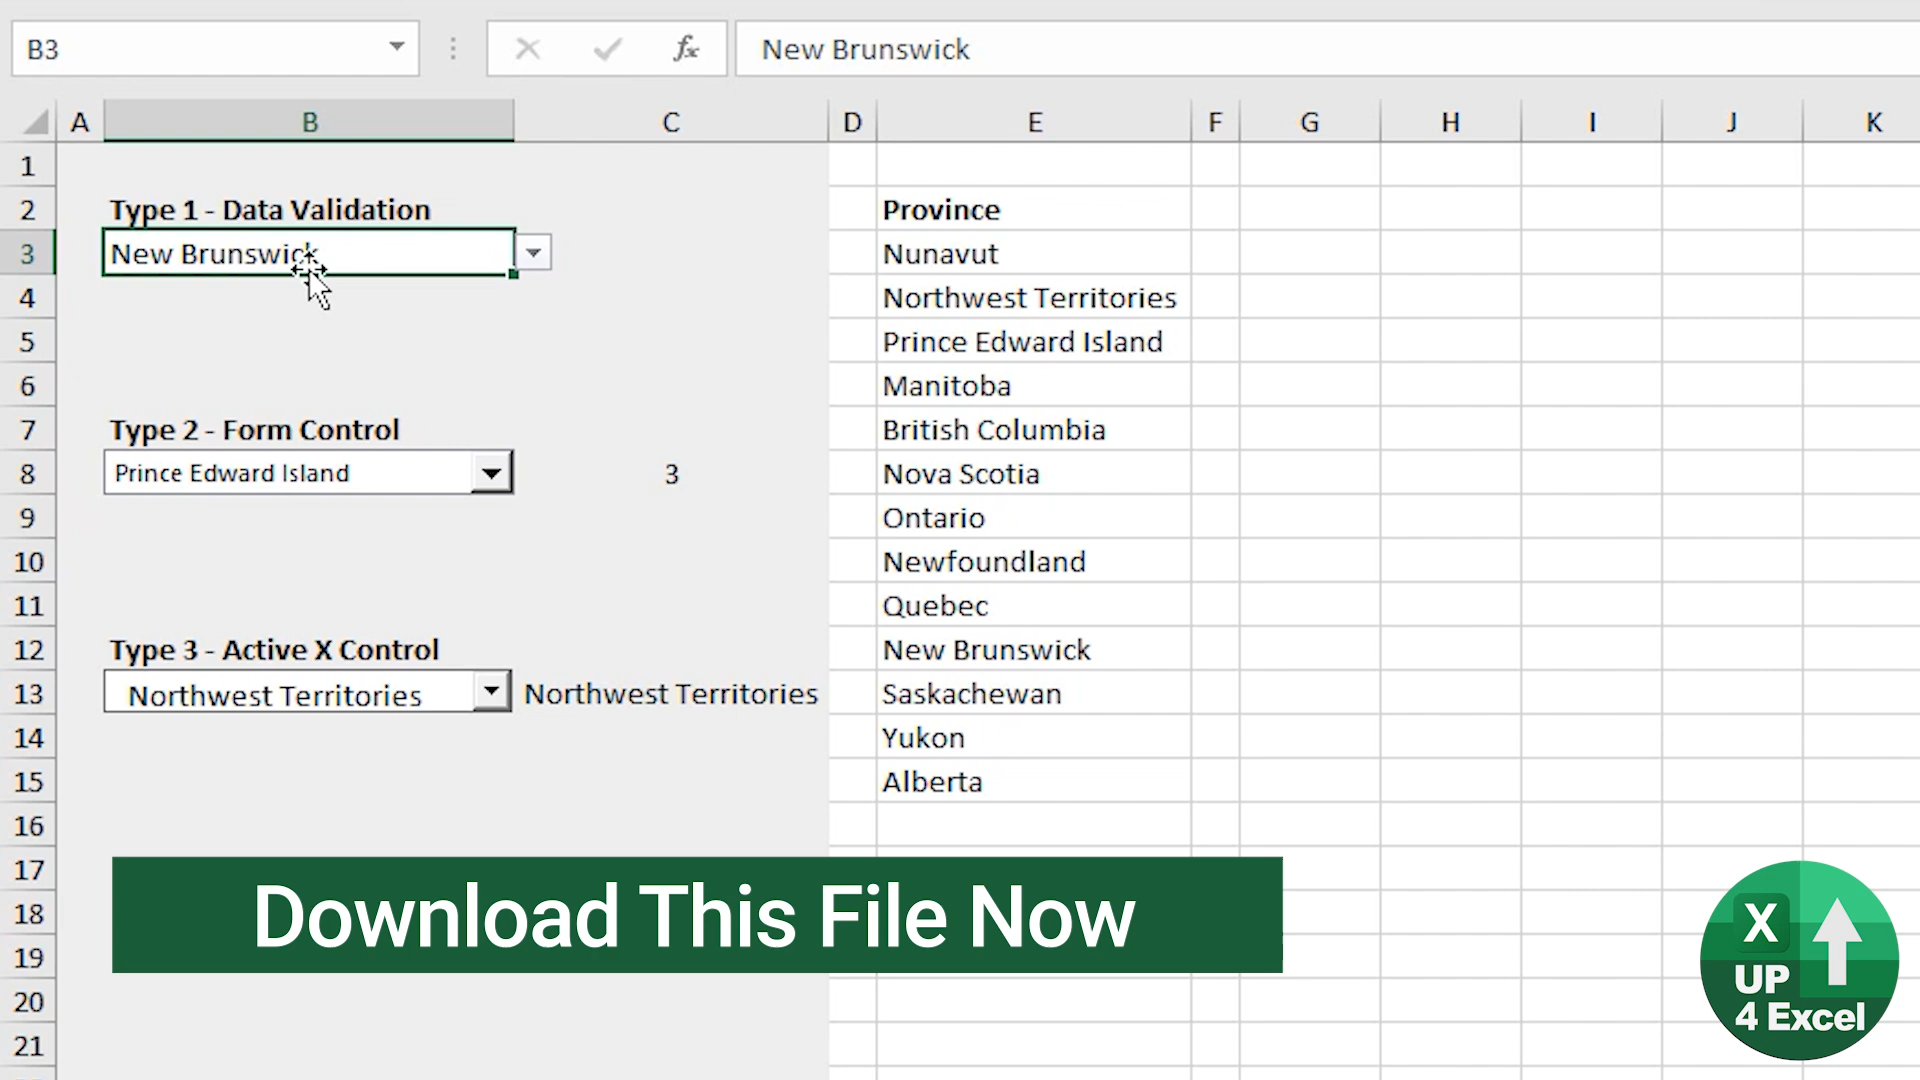 B3 fx New Brunswick
A B C D E F G H I J K
1
2 Type 1 - Data Validation Province
3 New Brunswick Nunavut
4 Northwest Territories
5 Prince Edward Island
6 Manitoba
7 Type 2 - Form Control British Columbia
8 Prince Edward Island 3 Nova Scotia
9 Ontario
10 Newfoundland
11 Quebec
12 Type 3 - Active X Control New Brunswick
13 Northwest Territories Northwest Territories Saskachewan
14 Yukon
15 Alberta
16
17
18
19
20
21
Download This File Now
X
UP
4 Excel